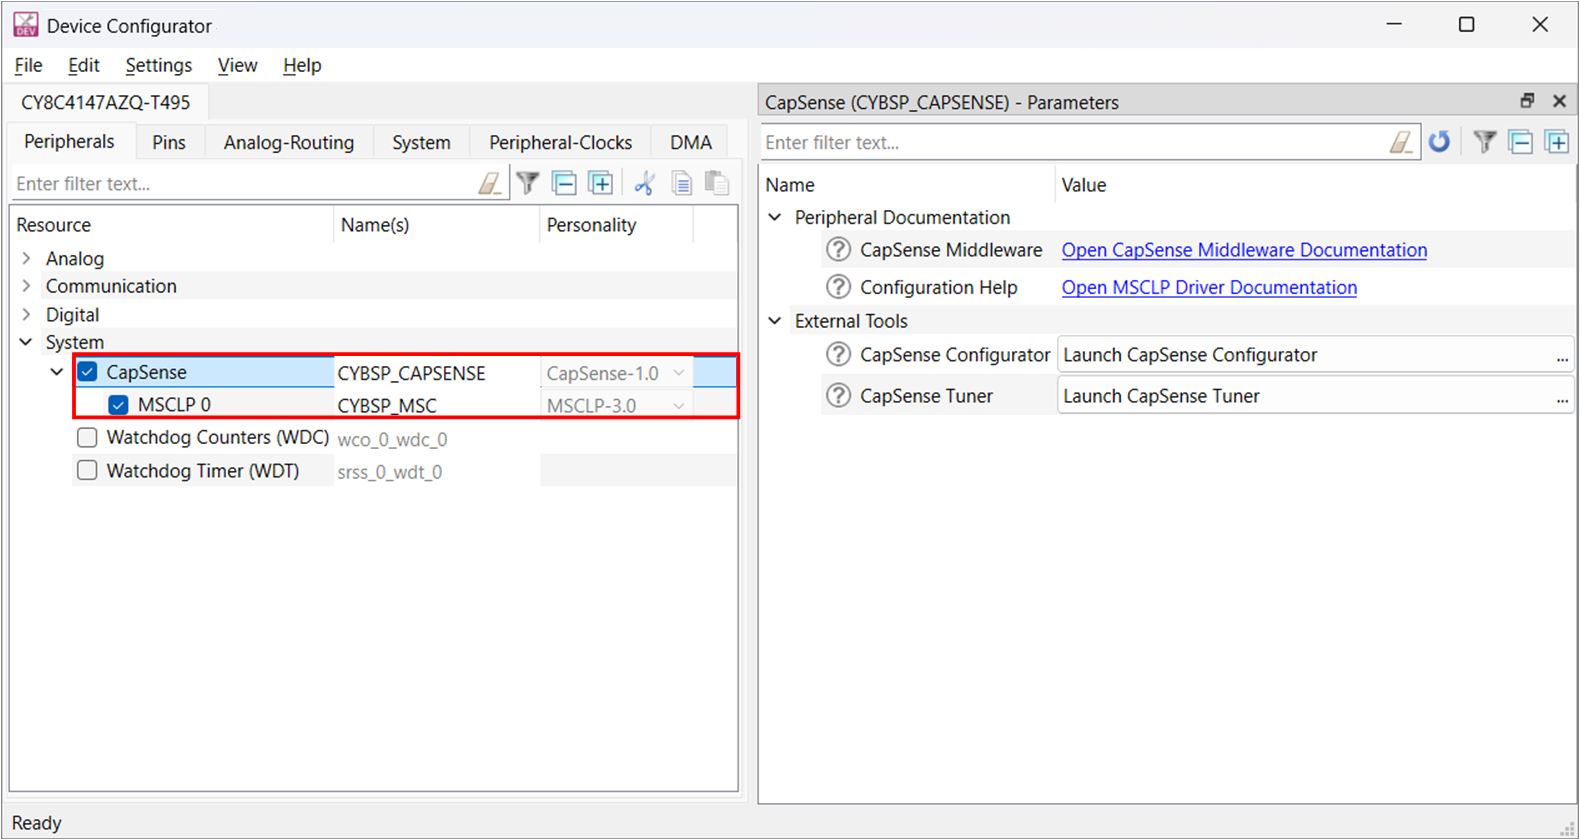 DEV Device Configurator
File Edit Settings View Help
CY8C4147AZQ-T495
Peripherals Pins Analog-Routing System Peripheral-Clocks DMA
Enter filter text...
Resource Name(s) Personality
Analog
Communication
Digital
System
CapSense CYBSP_CAPSENSE CapSense-1.0
MSCLP 0 CYBSP_MSC MSCLP-3.0
Watchdog Counters (WDC) wco_0_wdc_0
Watchdog Timer (WDT) srss_0_wdt_0
CapSense (CYBSP_CAPSENSE) - Parameters
Enter filter text...
Name Value
Peripheral Documentation
? CapSense Middleware Open CapSense Middleware Documentation
? Configuration Help Open MSCLP Driver Documentation
External Tools
? CapSense Configurator Launch CapSense Configurator ...
? CapSense Tuner Launch CapSense Tuner ...
Ready